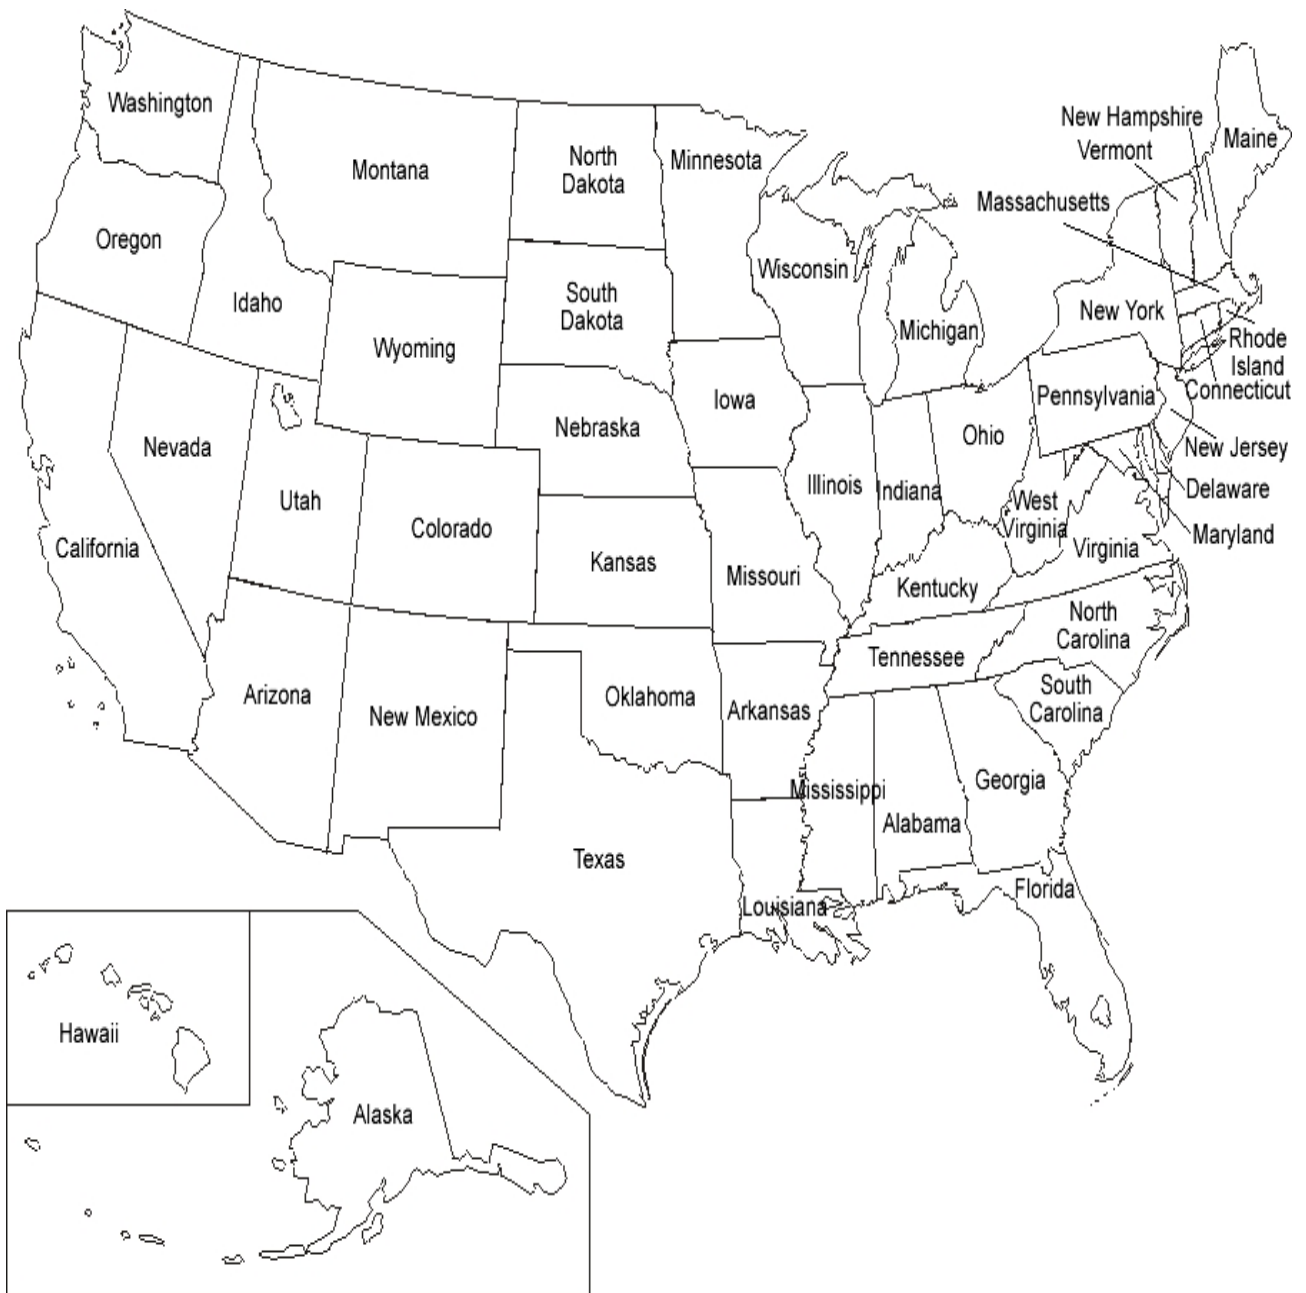 Washington
Montana
North
Dakota
Minnesota
New Hampshire
Vermont
Maine
Massachusetts
Oregon
Idaho
Wyoming
South
Dakota
Wisconsin
Michigan
New York
Rhode
Island
Connecticut
Nevada
Utah
Colorado
Nebraska
Iowa
Illinois
Indiana
Ohio
Pennsylvania
New Jersey
Delaware
Maryland
West
Virginia
Virginia
California
Kansas
Missouri
Kentucky
North
Carolina
Tennessee
Arizona
New Mexico
Oklahoma
Arkansas
South
Carolina
Mississippi
Alabama
Georgia
Texas
Louisiana
Florida
Hawaii
Alaska